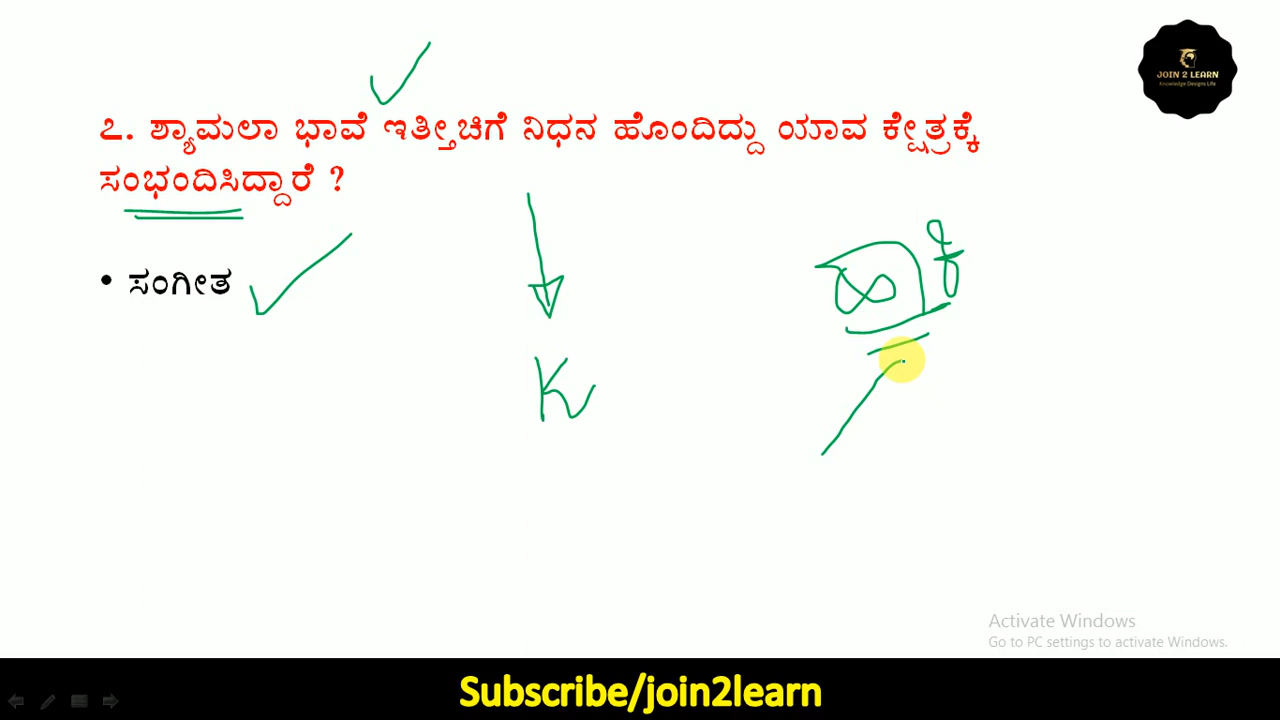 JOIN 2 LEARN
Knowledge Designs Life
೭. ಶ್ಯಾಮಲಾ ಭಾವೆ ಇತ್ತೀಚಿಗೆ ನಿಧನ ಹೊಂದಿದ್ದು ಯಾವ ಕ್ಷೇತ್ರಕ್ಕೆ
ಸಂಭಂದಿಸಿದ್ದಾರೆ ?
• ಸಂಗೀತ
K
Activate Windows
Go to PC settings to activate Windows.
Subscribe/join2learn